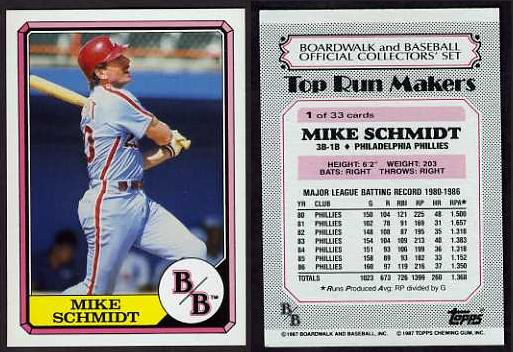 MIKE
SCHMIDT
B/B™
BOARDWALK and BASEBALL
OFFICIAL COLLECTORS' SET
Top Run Makers
1 of 33 cards
MIKE SCHMIDT
3B-1B ♦ PHILADELPHIA PHILLIES
HEIGHT: 6'2" WEIGHT: 203
BATS: RIGHT THROWS: RIGHT
MAJOR LEAGUE BATTING RECORD 1980-1986
YR CLUB G R RBI RP HR RPA*
80 PHILLIES 150 104 121 225 48 1.500
81 PHILLIES 102 78 91 169 31 1.657
82 PHILLIES 148 108 87 195 35 1.318
83 PHILLIES 154 104 109 213 40 1.383
84 PHILLIES 151 93 106 199 36 1.318
85 PHILLIES 158 89 93 182 33 1.152
86 PHILLIES 160 97 119 216 37 1.350
TOTALS 1023 673 726 1399 260 1.368
*Runs Produced Avg: RP divided by G
B/B
topps
©1987 BOARDWALK AND BASEBALL, INC. ©1987 TOPPS CHEWING GUM, INC.